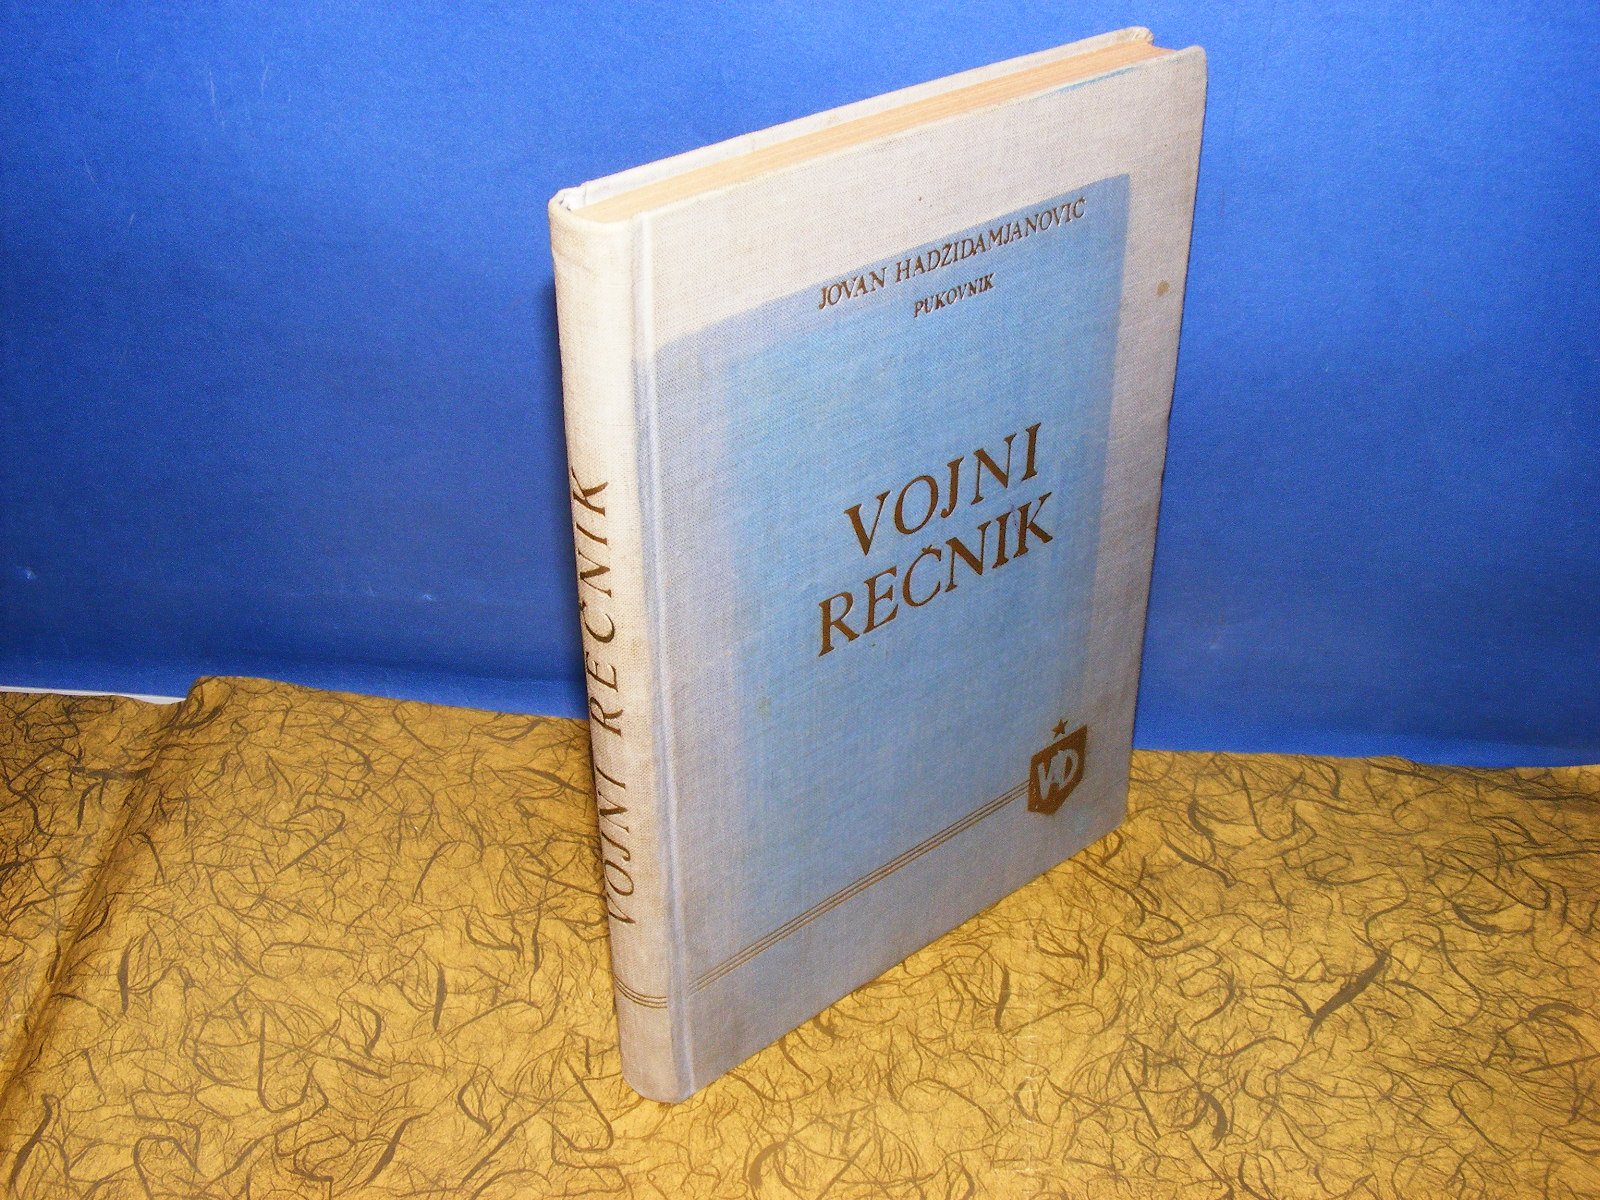 JOVAN HADŽIDAMJANOVIĆ
PUKOVNIK
VOJNI
REČNIK
VD
VOJNI REČNIK